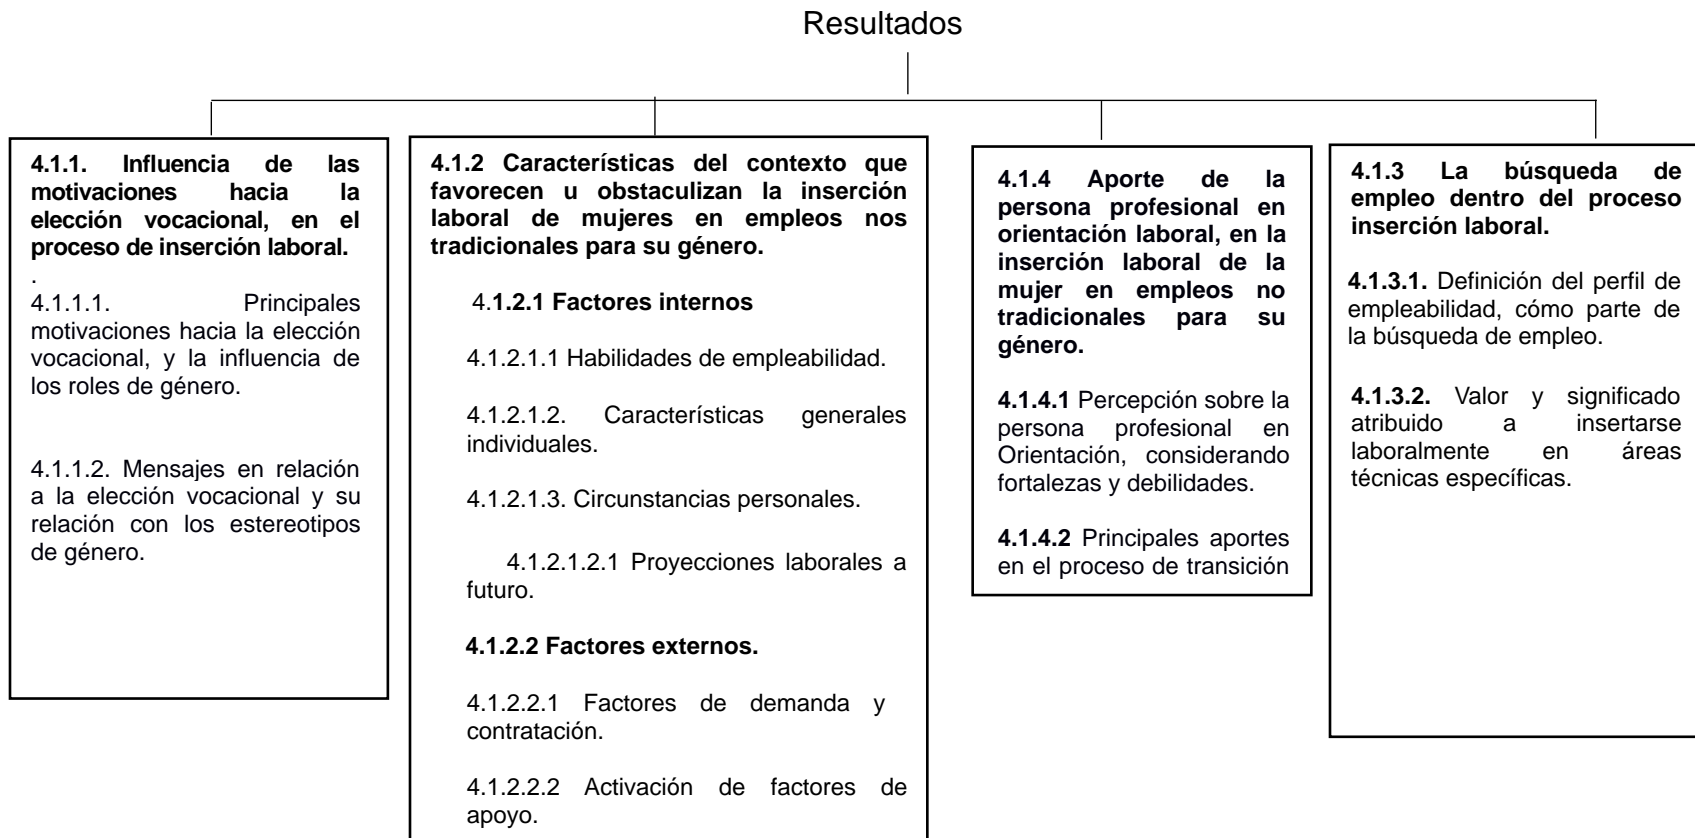 Resultados
4.1.1. Influencia de las
motivaciones hacia la
elección vocacional, en el
proceso de inserción laboral.
.
4.1.1.1. Principales
motivaciones hacia la elección
vocacional, y la influencia de
los roles de género.
4.1.1.2. Mensajes en relación
a la elección vocacional y su
relación con los estereotipos
de género.
4.1.2 Características del contexto que
favorecen u obstaculizan la inserción
laboral de mujeres en empleos nos
tradicionales para su género.
4.1.2.1 Factores internos
4.1.2.1.1 Habilidades de empleabilidad.
4.1.2.1.2. Características generales
individuales.
4.1.2.1.3. Circunstancias personales.
4.1.2.1.2.1 Proyecciones laborales a
futuro.
4.1.2.2 Factores externos.
4.1.2.2.1 Factores de demanda y
contratación.
4.1.2.2.2 Activación de factores de
apoyo.
4.1.4 Aporte de la
persona profesional en
orientación laboral, en la
inserción laboral de la
mujer en empleos no
tradicionales para su
género.
4.1.4.1 Percepción sobre la
persona profesional en
Orientación, considerando
fortalezas y debilidades.
4.1.4.2 Principales aportes
en el proceso de transición
4.1.3 La búsqueda de
empleo dentro del proceso
inserción laboral.
4.1.3.1. Definición del perfil de
empleabilidad, cómo parte de
la búsqueda de empleo.
4.1.3.2. Valor y significado
atribuido a insertarse
laboralmente en áreas
técnicas específicas.